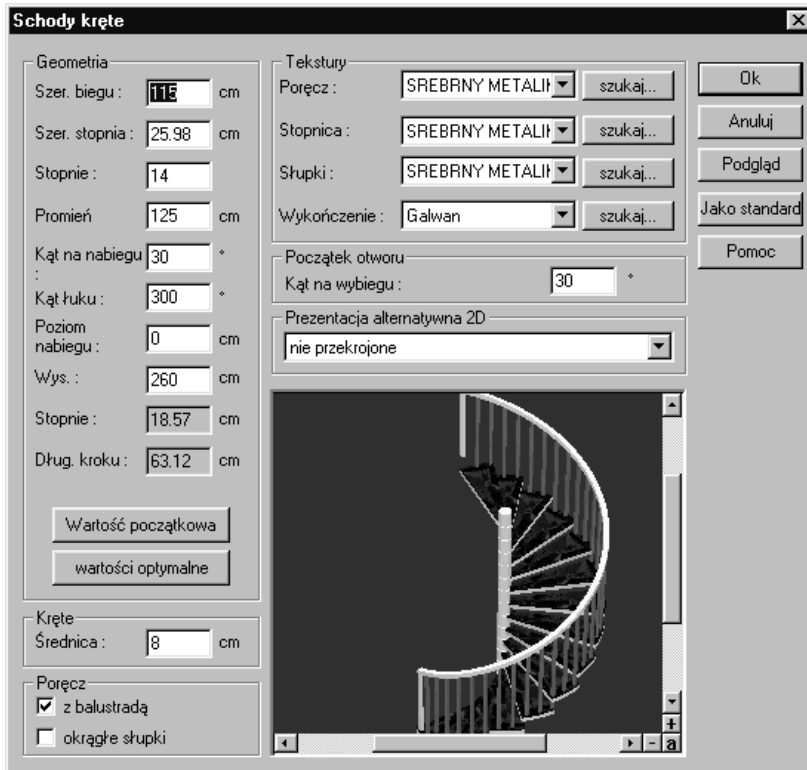 Schody kręte
Geometria
Szer. biegu : 115 cm
Szer. stopnia : 25.98 cm
Stopnie : 14
Promień 125 cm
Kąt na nabiegu : 30 °
Kąt łuku : 300 °
Poziom nabiegu : 0 cm
Wys. : 260 cm
Stopnie : 18.57 cm
Dług. kroku : 63.12 cm
Wartość początkowa
wartości optymalne
Kręte
Średnica : 8 cm
Poręcz
z balustradą
okrągłe słupki
Tekstury
Poręcz : SREBRNY METALI szukaj...
Stopnica : SREBRNY METALI szukaj...
Słupki : SREBRNY METALI szukaj...
Wykończenie : Galwan szukaj...
Początek otworu
Kąt na wybiegu : 30 °
Prezentacja alternatywna 2D
nie przekrojone
+
- a
Ok
Anuluj
Podgląd
Jako standard
Pomoc